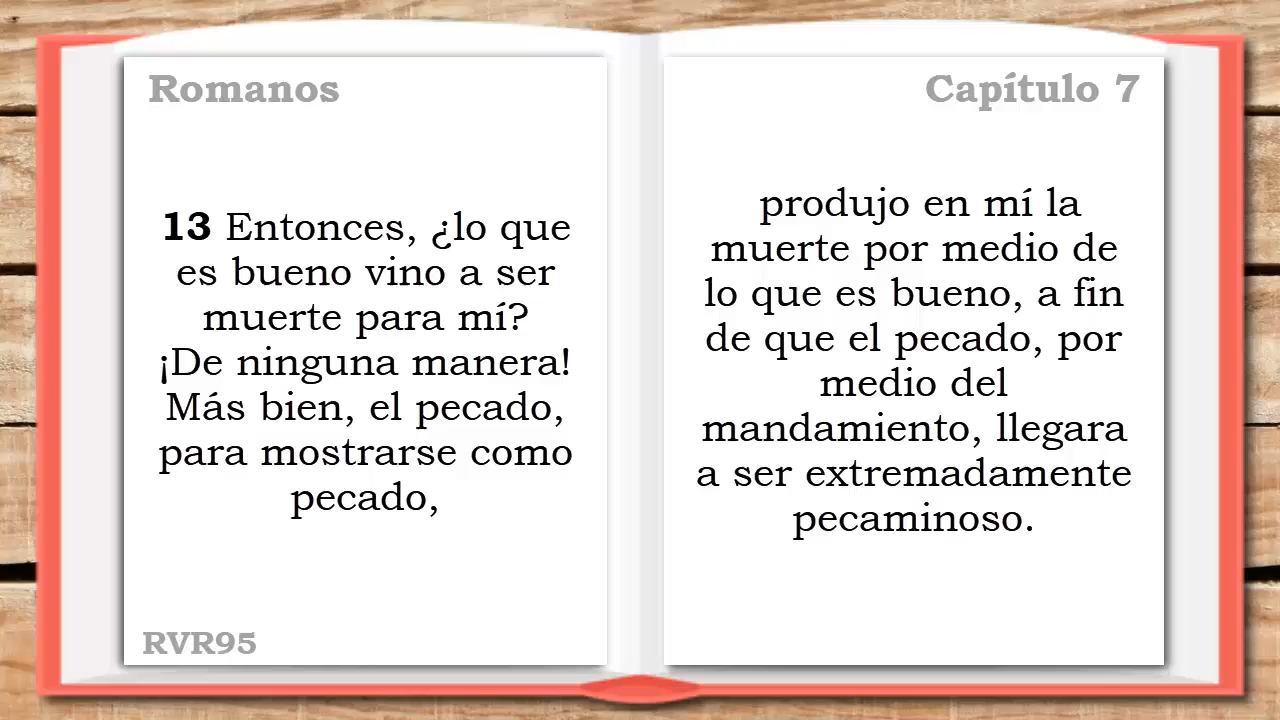 Romanos
13 Entonces, ¿lo que
es bueno vino a ser
muerte para mí?
¡De ninguna manera!
Más bien, el pecado,
para mostrarse como
pecado,
RVR95
Capítulo 7
produjo en mí la
muerte por medio de
lo que es bueno, a fin
de que el pecado, por
medio del
mandamiento, llegara
a ser extremadamente
pecaminoso.